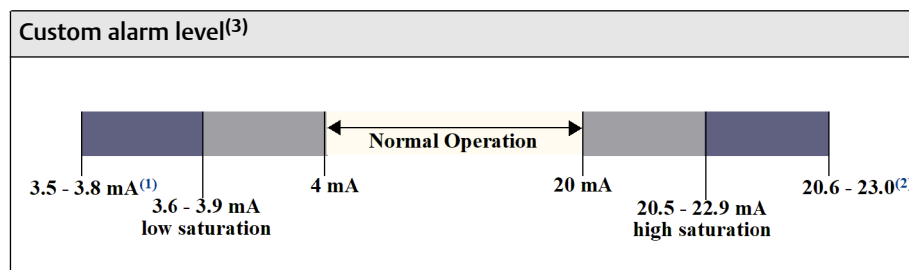 Custom alarm level(3)
Normal Operation
3.5 - 3.8 mA(1)
4 mA
20 mA
20.6 - 23.0(2)
3.6 - 3.9 mA
low saturation
20.5 - 22.9 mA
high saturation